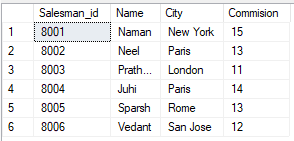 Salesman_id Name City Commision
1 8001 Naman New York 15
2 8002 Neel Paris 13
3 8003 Prath... London 11
4 8004 Juhi Paris 14
5 8005 Sparsh Rome 13
6 8006 Vedant San Jose 12